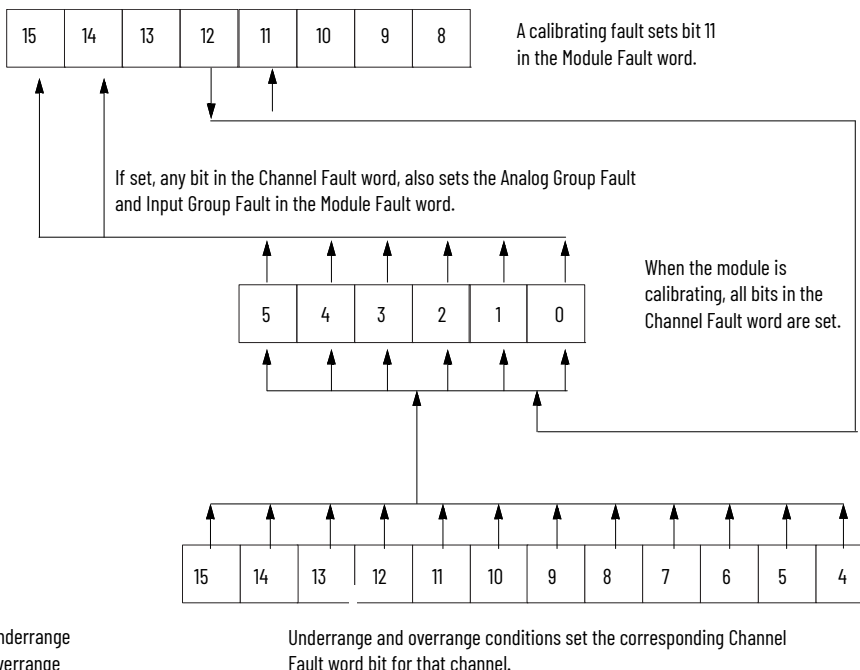 15 14 13 12 11 10 9 8
A calibrating fault sets bit 11
in the Module Fault word.
If set, any bit in the Channel Fault word, also sets the Analog Group Fault
and Input Group Fault in the Module Fault word.
When the module is
calibrating, all bits in the
Channel Fault word are set.
5 4 3 2 1 0
15 14 13 12 11 10 9 8 7 6 5 4
nderrange
verrange
Underrange and overrange conditions set the corresponding Channel
Fault word bit for that channel.